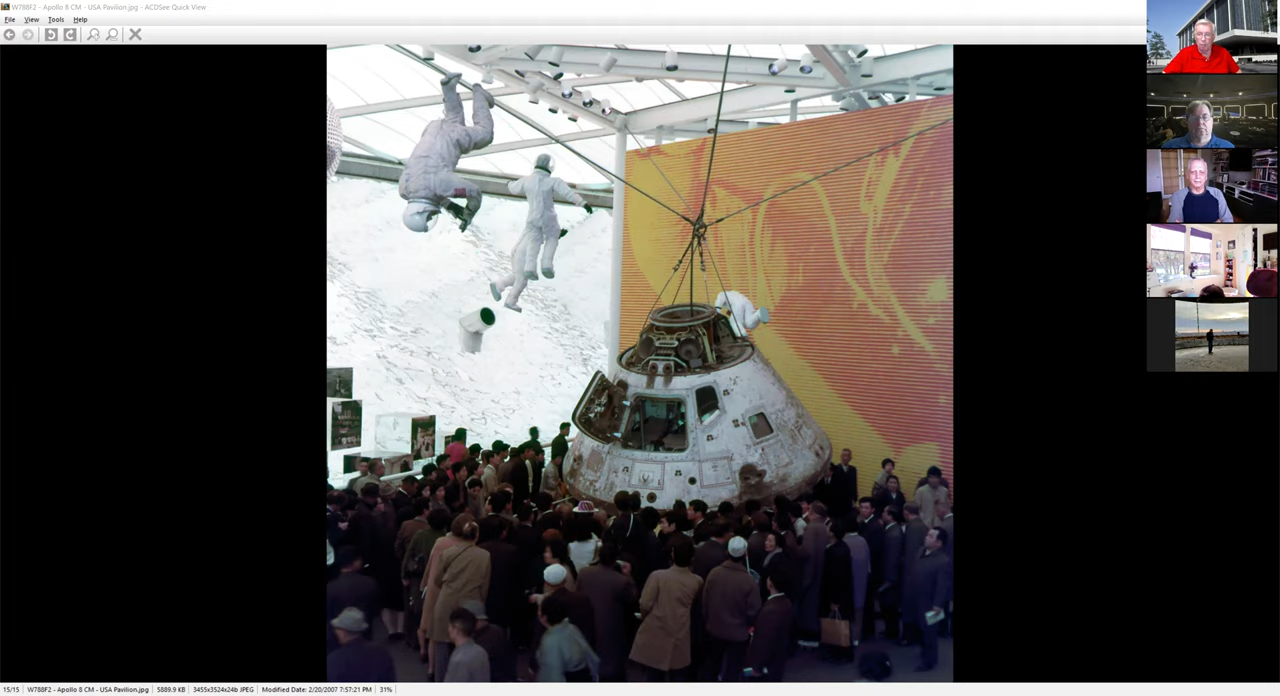 W788F2 - Apollo 8 CM - USA Pavilion.jpg - ACDSee Quick View
File View Tools Help
15/15 W788F2 - Apollo 8 CM - USA Pavilion.jpg 5889.9 KB 3455x3524x24b JPEG Modified Date: 2/20/2007 7:57:21 PM 31%